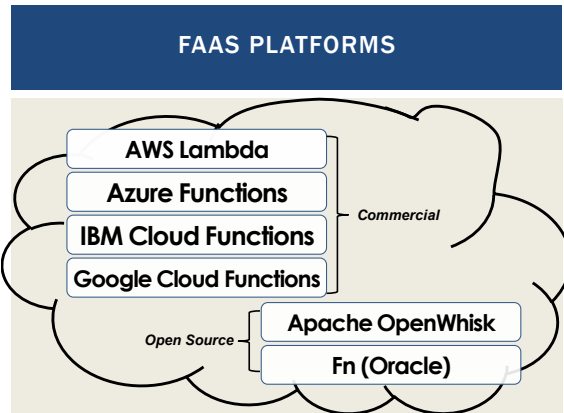 FAAS PLATFORMS
AWS Lambda
Azure Functions
Commercial
IBM Cloud Functions
Google Cloud Functions
Apache OpenWhisk
Open Source
Fn (Oracle)